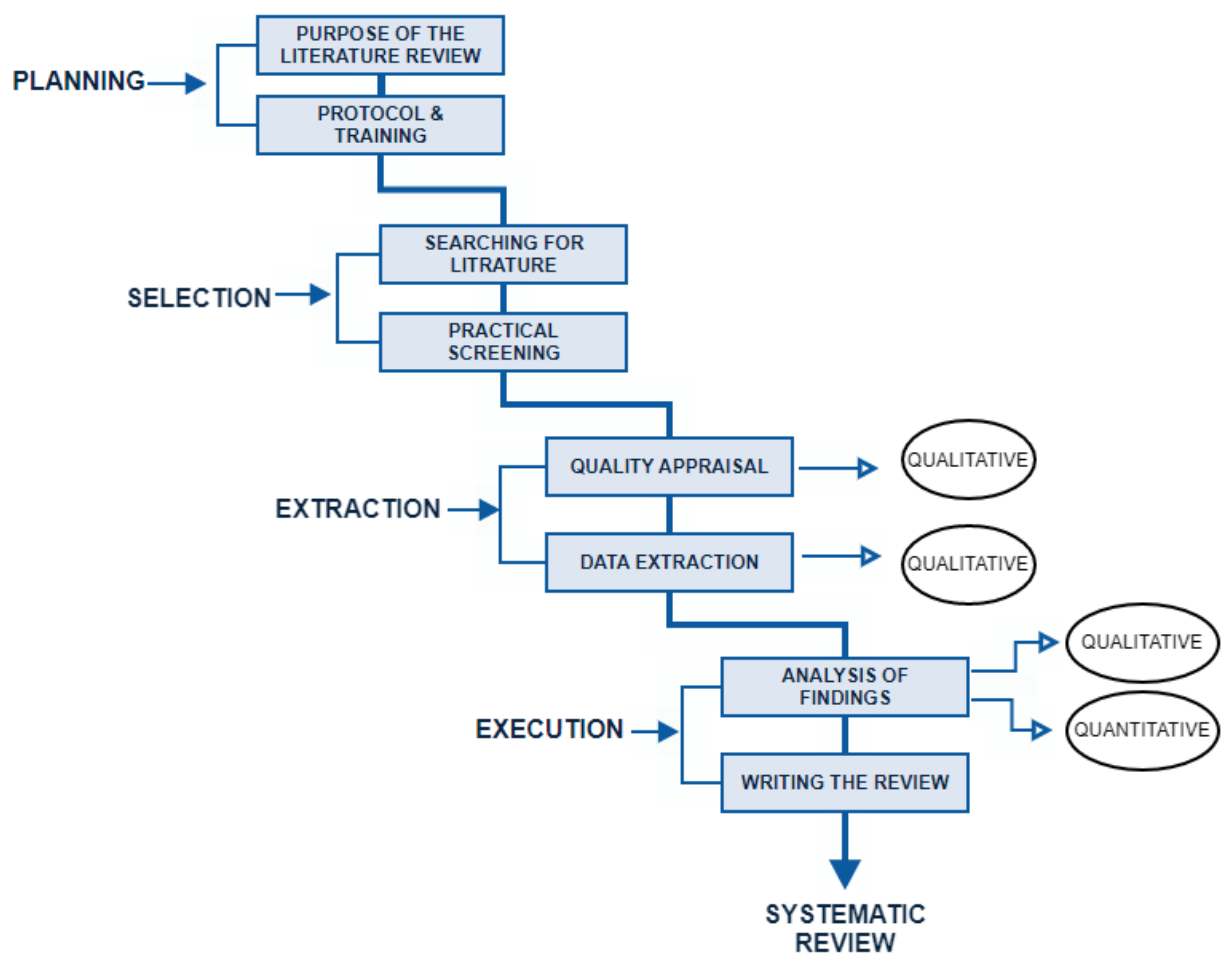 PURPOSE OF THE
LITERATURE REVIEW
PLANNING
PROTOCOL &
TRAINING
SEARCHING FOR
LITRATURE
SELECTION
PRACTICAL
SCREENING
QUALITY APPRAISAL
QUALITATIVE
EXTRACTION
DATA EXTRACTION
QUALITATIVE
ANALYSIS OF
FINDINGS
QUALITATIVE
QUANTITATIVE
EXECUTION
WRITING THE REVIEW
SYSTEMATIC
REVIEW